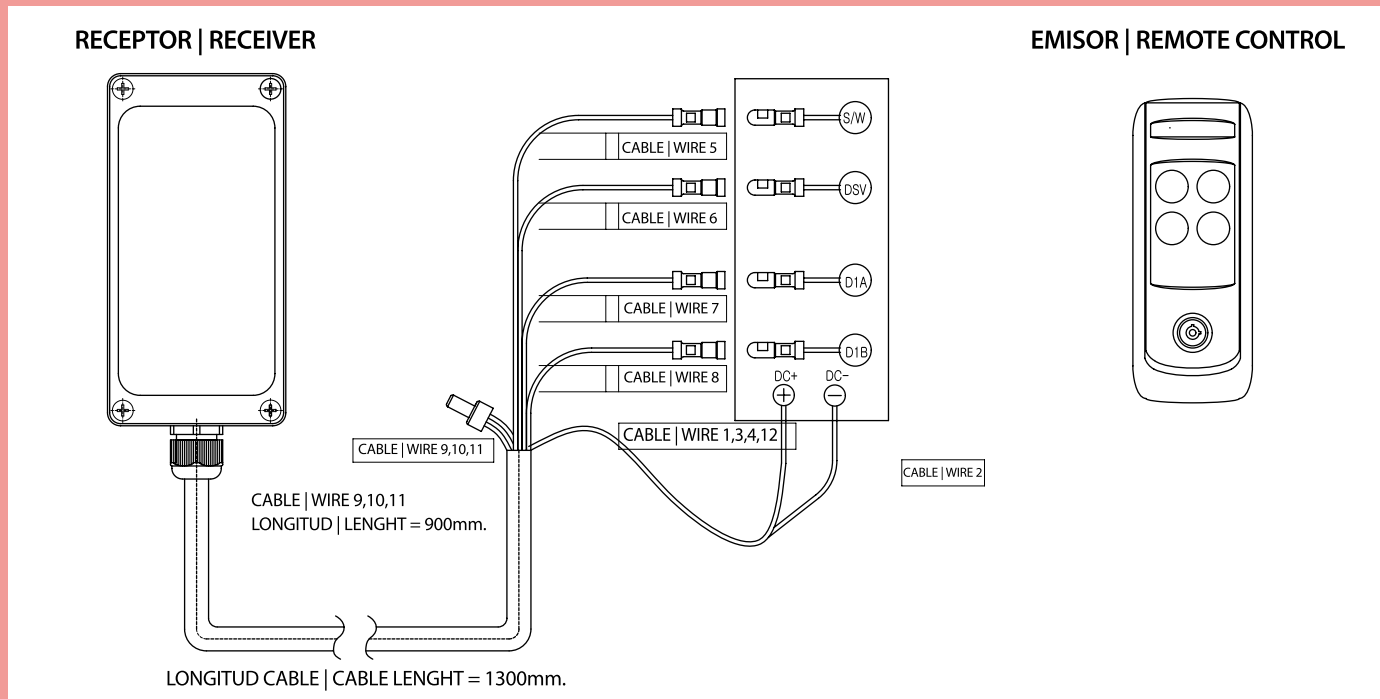 RECEPTOR | RECEIVER
EMISOR | REMOTE CONTROL
S/W
CABLE | WIRE 5
DSV
CABLE | WIRE 6
D1A
CABLE | WIRE 7
D1B
CABLE | WIRE 8
DC+
DC-
+
−
CABLE | WIRE 1,3,4,12
CABLE | WIRE 9,10,11
CABLE | WIRE 2
CABLE | WIRE 9,10,11
LONGITUD | LENGHT = 900mm.
LONGITUD CABLE | CABLE LENGHT = 1300mm.